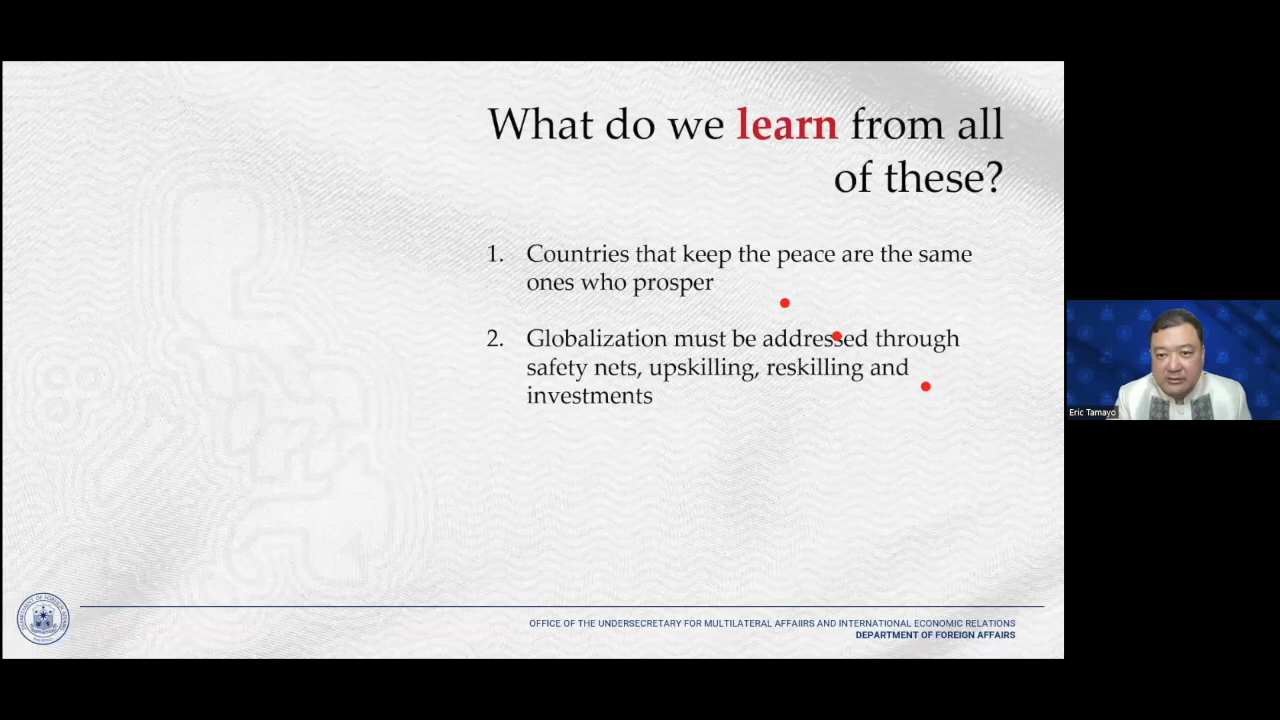 What do we learn from all
of these?
1. Countries that keep the peace are the same
ones who prosper
2. Globalization must be addressed through
safety nets, upskilling, reskilling and
investments
Eric Tamayo
OFFICE OF THE UNDERSECRETARY FOR MULTILATERAL AFFAIIRS AND INTERNATIONAL ECONOMIC RELATIONS
DEPARTMENT OF FOREIGN AFFAIRS